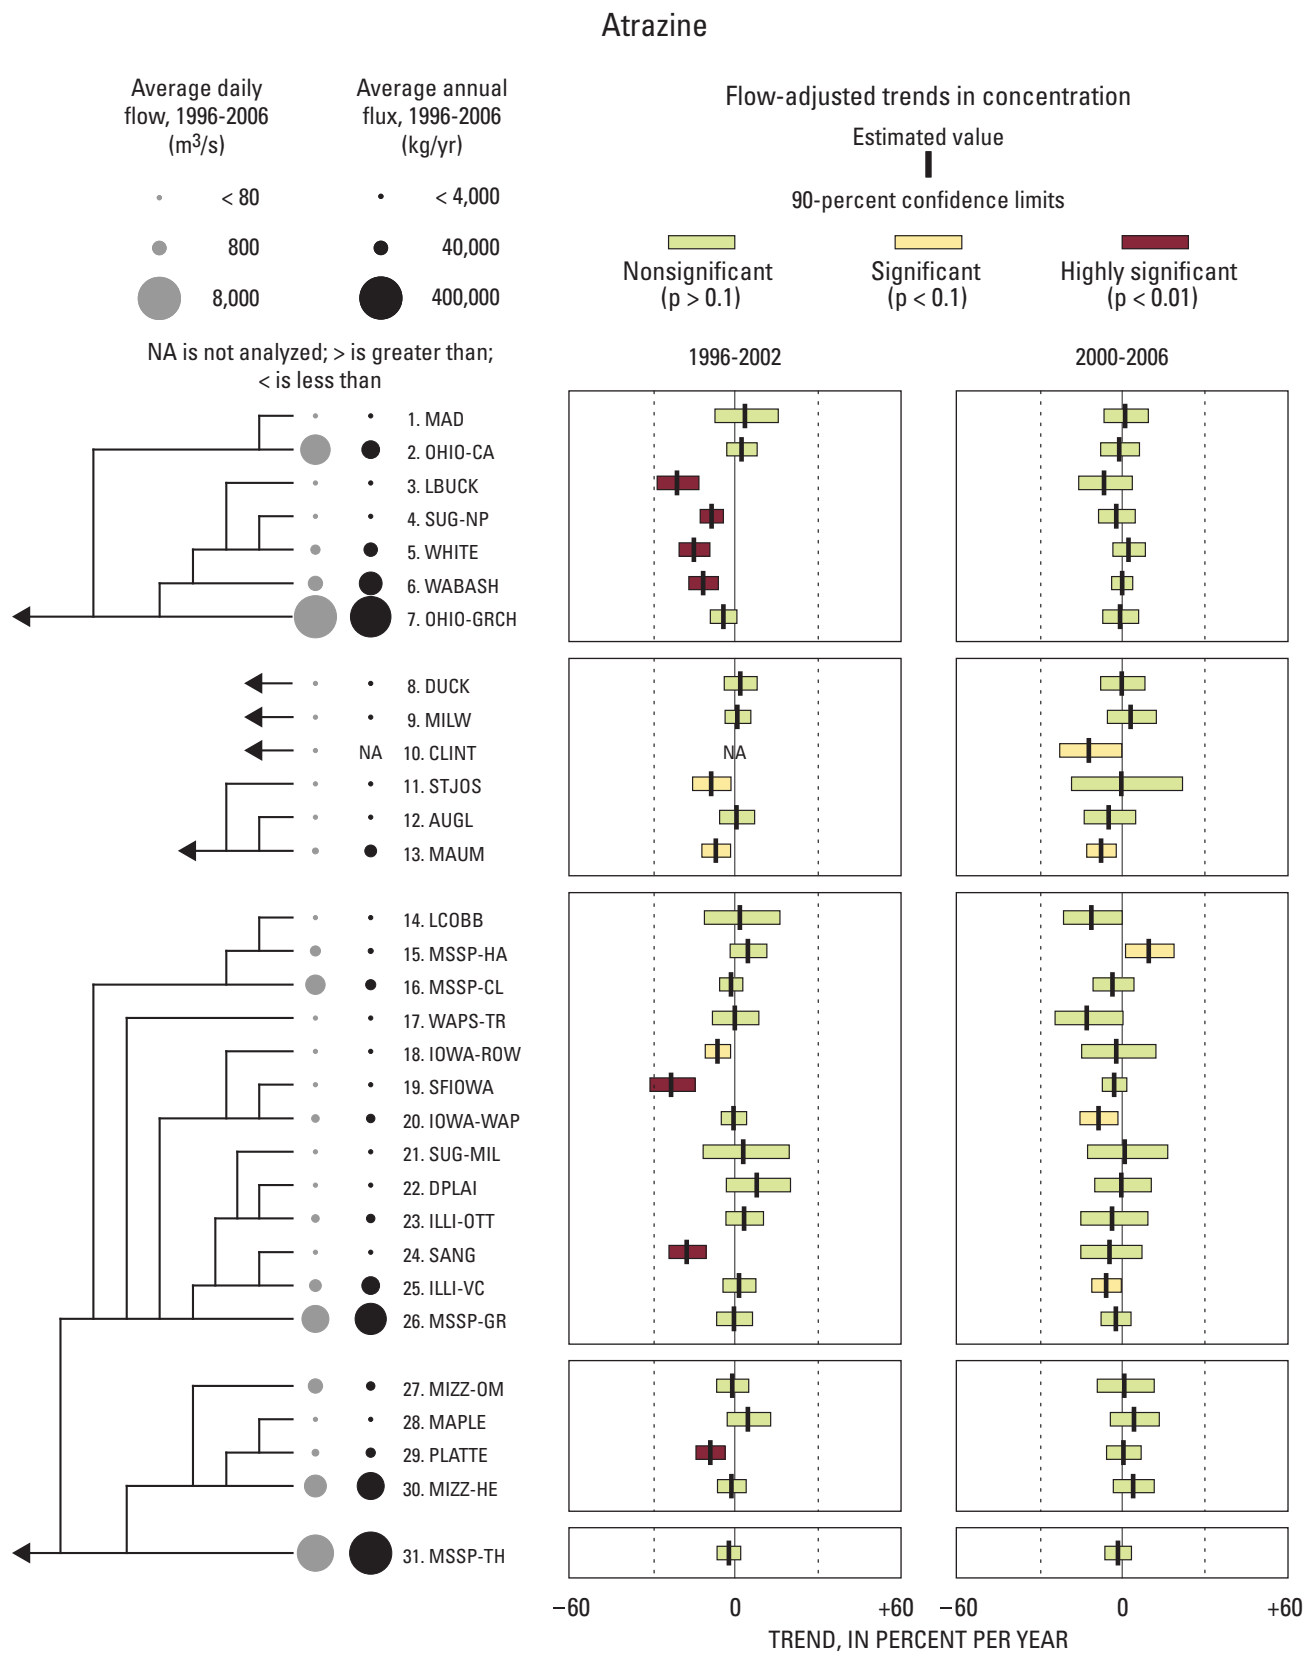 Atrazine
Average daily
flow, 1996-2006
(m3/s)
Average annual
flux, 1996-2006
(kg/yr)
< 80
< 4,000
800
40,000
8,000
400,000
NA is not analyzed; > is greater than;
< is less than
Flow-adjusted trends in concentration
Estimated value
90-percent confidence limits
Nonsignificant
(p > 0.1)
Significant
(p < 0.1)
Highly significant
(p < 0.01)
1996-2002
2000-2006
1. MAD
2. OHIO-CA
3. LBUCK
4. SUG-NP
5. WHITE
6. WABASH
7. OHIO-GRCH
8. DUCK
9. MILW
NA 10. CLINT NA
11. STJOS
12. AUGL
13. MAUM
14. LCOBB
15. MSSP-HA
16. MSSP-CL
17. WAPS-TR
18. IOWA-ROW
19. SFIOWA
20. IOWA-WAP
21. SUG-MIL
22. DPLAI
23. ILLI-OTT
24. SANG
25. ILLI-VC
26. MSSP-GR
27. MIZZ-OM
28. MAPLE
29. PLATTE
30. MIZZ-HE
31. MSSP-TH
−60 0 +60 −60 0 +60
TREND, IN PERCENT PER YEAR